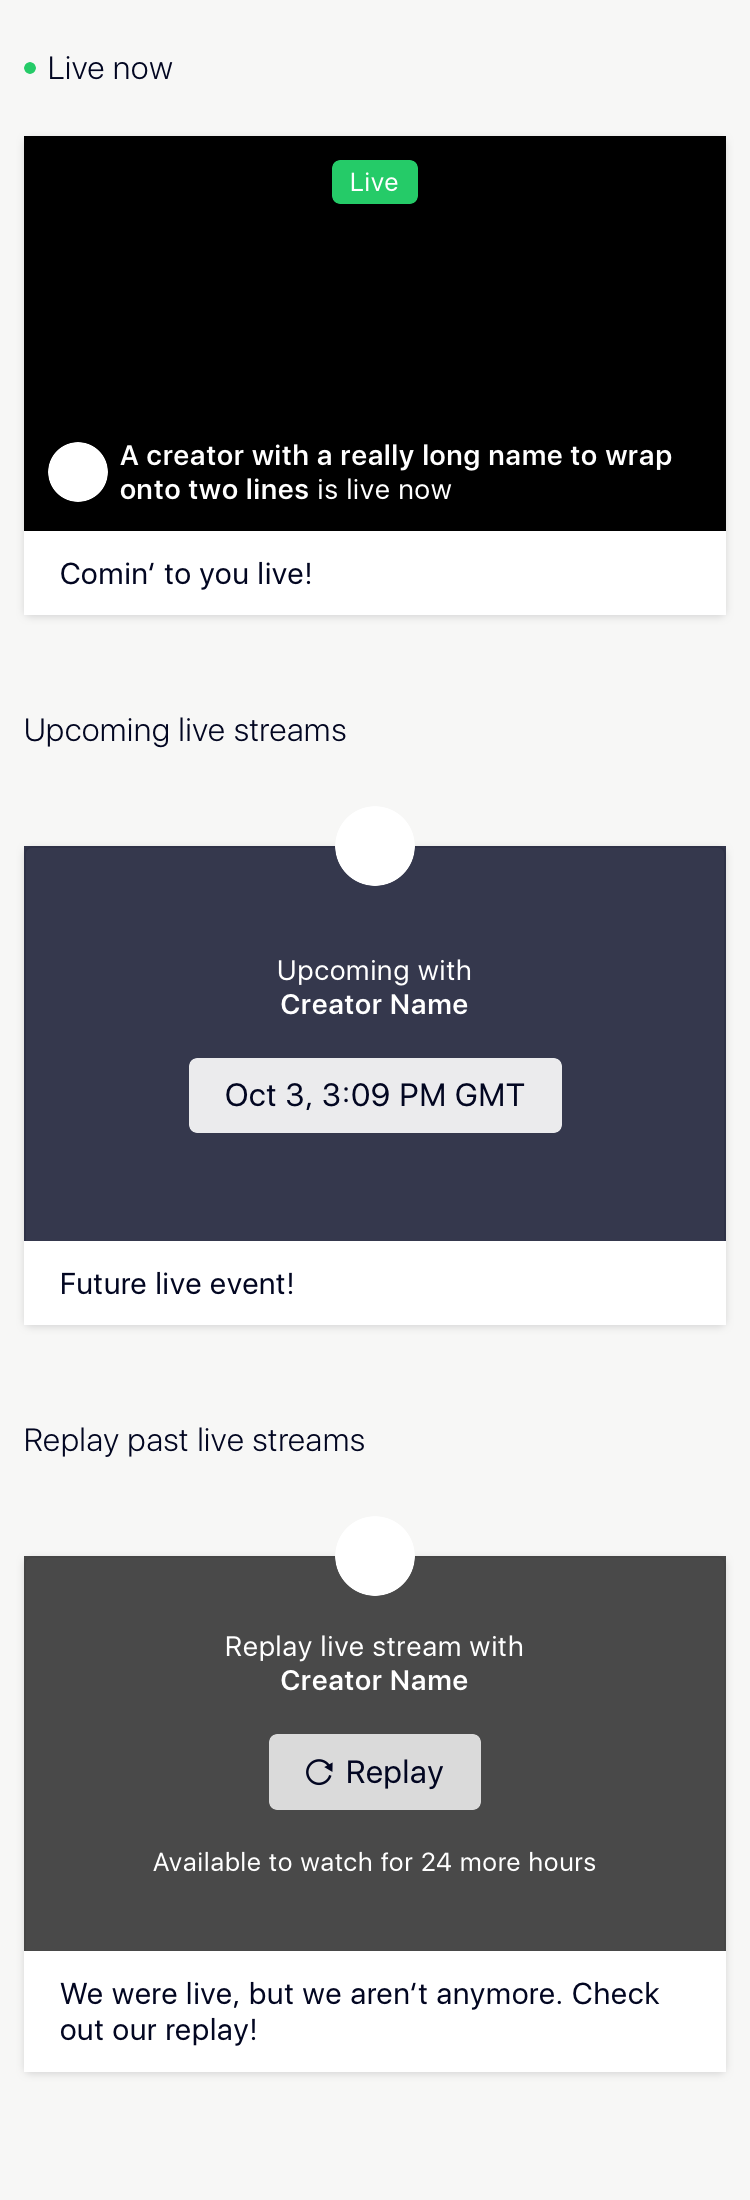 Live now
Live
A creator with a really long name to wrap
onto two lines is live now
Comin‘ to you live!
Upcoming live streams
Upcoming with
Creator Name
Oct 3, 3:09 PM GMT
Future live event!
Replay past live streams
Replay live stream with
Creator Name
Replay
Available to watch for 24 more hours
We were live, but we aren‘t anymore. Check
out our replay!